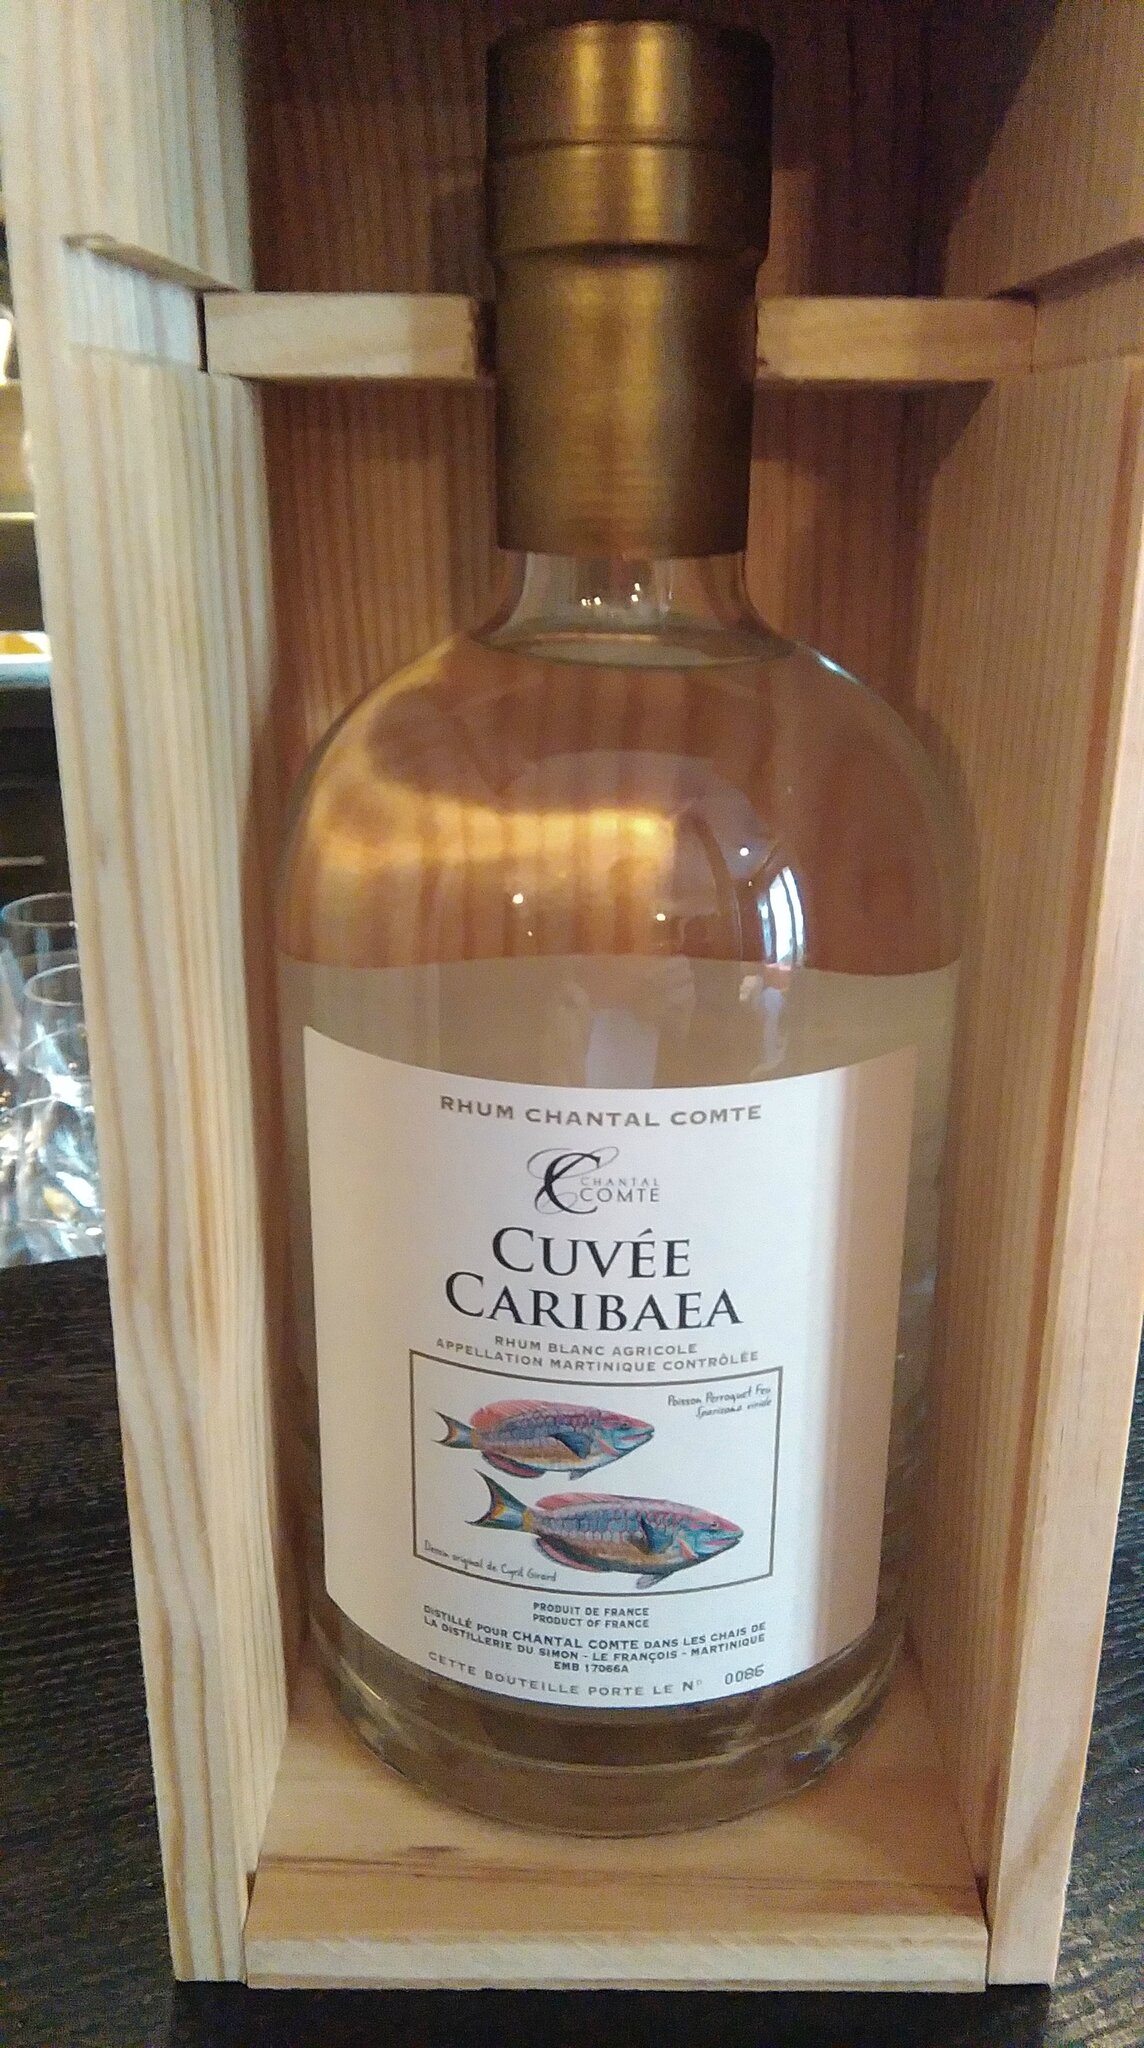 RHUM CHANTAL COMTE
CHANTAL
COMTE
CUVÉE
CARIBAEA
RHUM BLANC AGRICOLE
APPELLATION MARTINIQUE CONTRÔLÉE
Poisson Perroquet Feu
Sparisoma viride
Dessin original de Cyril Girard
PRODUIT DE FRANCE
PRODUCT OF FRANCE
DISTILLÉ POUR CHANTAL COMTE DANS LES CHAIS DE
LA DISTILLERIE DU SIMON - LE FRANÇOIS - MARTINIQUE
EMB 17066A
CETTE BOUTEILLE PORTE LE N° 0086